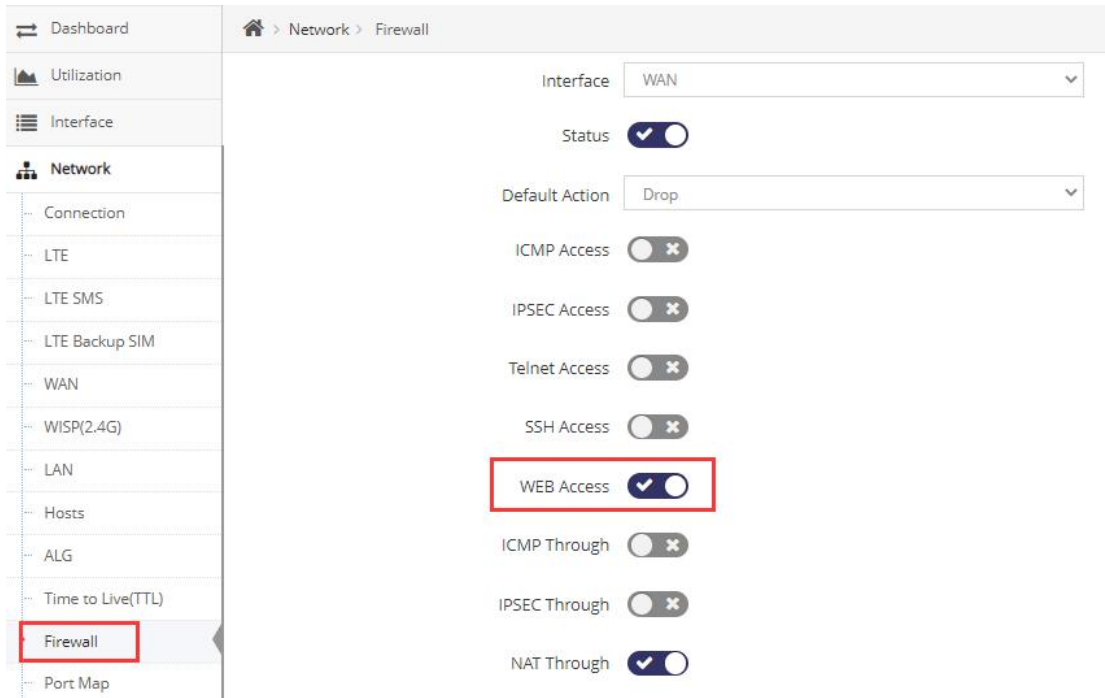 Dashboard
Utilization
Interface
Network
Connection
LTE
LTE SMS
LTE Backup SIM
WAN
WISP(2.4G)
LAN
Hosts
ALG
Time to Live(TTL)
Firewall
Port Map
> Network > Firewall
Interface WAN
Status
Default Action Drop
ICMP Access
IPSEC Access
Telnet Access
SSH Access
WEB Access
ICMP Through
IPSEC Through
NAT Through